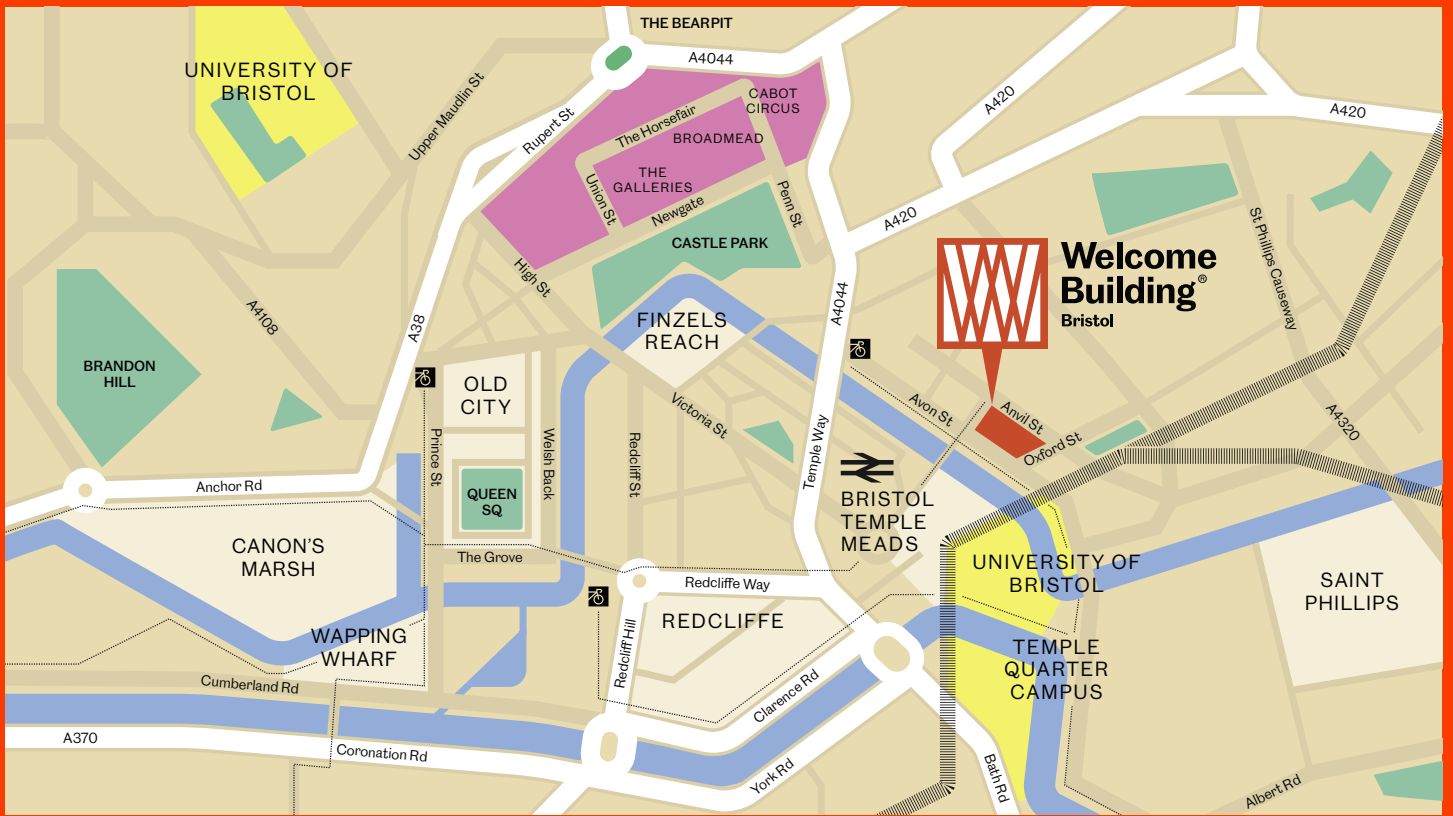 THE BEARPIT
A4044
UNIVERSITY OF
BRISTOL
Upper Maudlin St
Rupert St
CABOT
CIRCUS
The Horsefair
BROADMEAD
THE
GALLERIES
Union St
Newgate
Penn St
A420
A420
A420
CASTLE PARK
High St
St Phillips Causeway
Welcome
Building®
Bristol
A4108
A38
A4044
FINZELS
REACH
BRANDON
HILL
OLD
CITY
Victoria St
Avon St
Anvil St
Oxford St
A4320
Prince St
Welsh Back
Redcliff St
Temple Way
Anchor Rd
QUEEN
SQ
BRISTOL
TEMPLE
MEADS
CANON'S
MARSH
The Grove
Redcliffe Way
UNIVERSITY OF
BRISTOL
SAINT
PHILLIPS
WAPPING
WHARF
REDCLIFFE
Redcliff Hill
TEMPLE
QUARTER
CAMPUS
Cumberland Rd
Clarence Rd
A370
Coronation Rd
York Rd
Bath Rd
Albert Rd